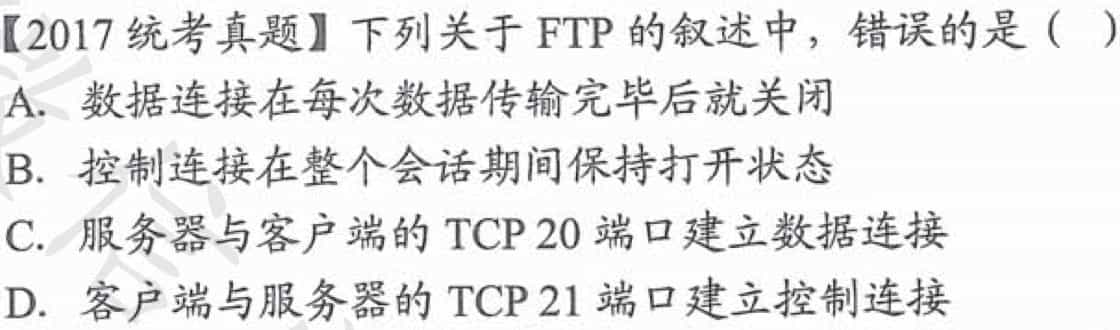 【2017 统考真题】下列关于 FTP 的叙述中，错误的是（ ）
A. 数据连接在每次数据传输完毕后就关闭
B. 控制连接在整个会话期间保持打开状态
C. 服务器与客户端的 TCP 20 端口建立数据连接
D. 客户端与服务器的 TCP 21 端口建立控制连接